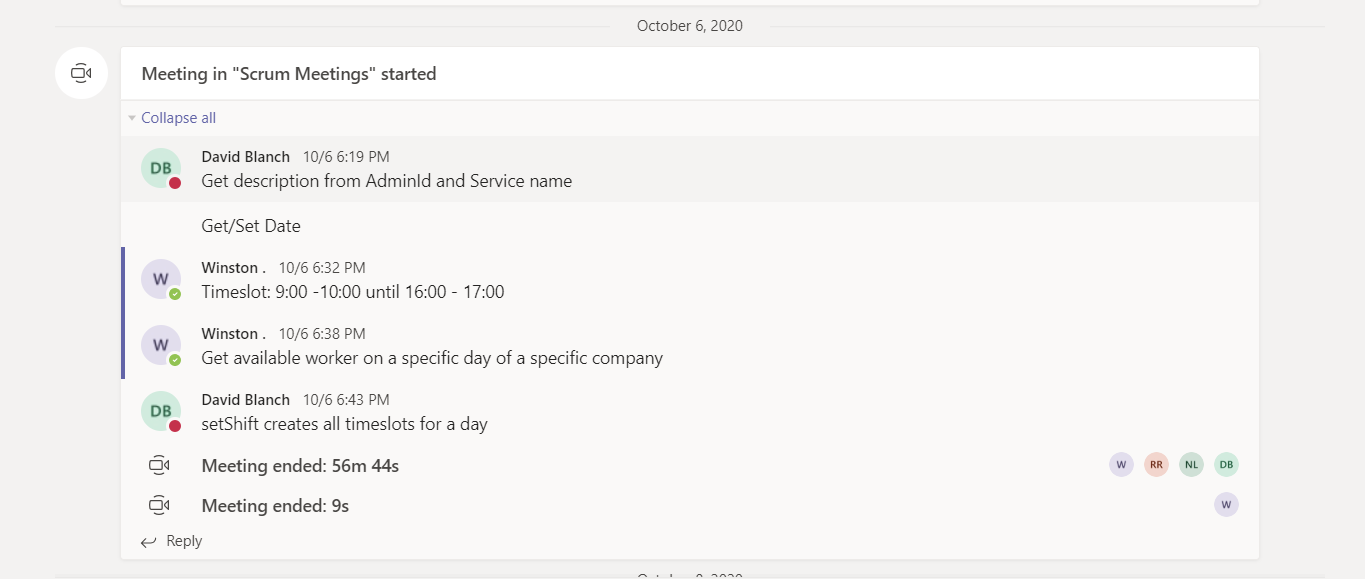 October 6, 2020
Meeting in "Scrum Meetings" started
Collapse all
DB
David Blanch 10/6 6:19 PM
Get description from AdminId and Service name
Get/Set Date
W
Winston . 10/6 6:32 PM
Timeslot: 9:00 -10:00 until 16:00 - 17:00
W
Winston . 10/6 6:38 PM
Get available worker on a specific day of a specific company
DB
David Blanch 10/6 6:43 PM
setShift creates all timeslots for a day
Meeting ended: 56m 44s W RR NL DB
Meeting ended: 9s W
Reply